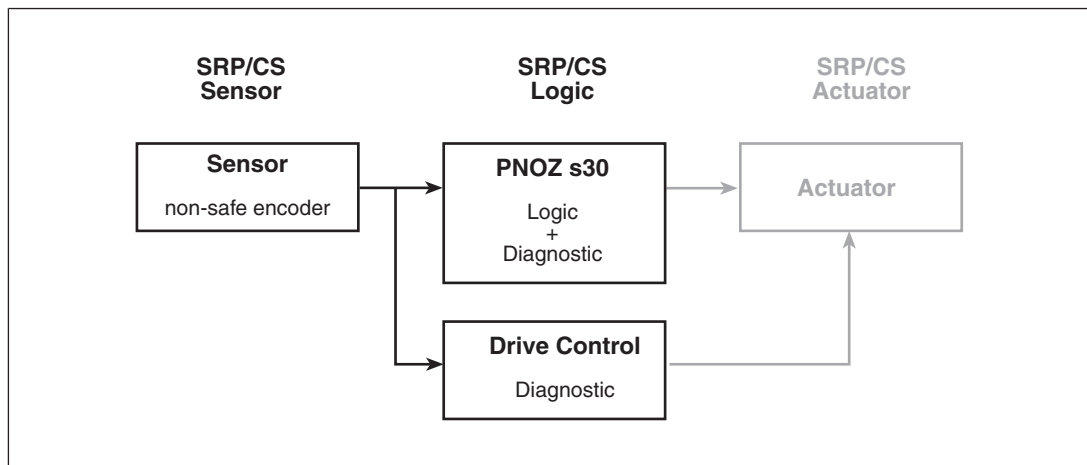 SRP/CS
Sensor
SRP/CS
Logic
SRP/CS
Actuator
Sensor
non-safe encoder
PNOZ s30
Logic
+
Diagnostic
Actuator
Drive Control
Diagnostic